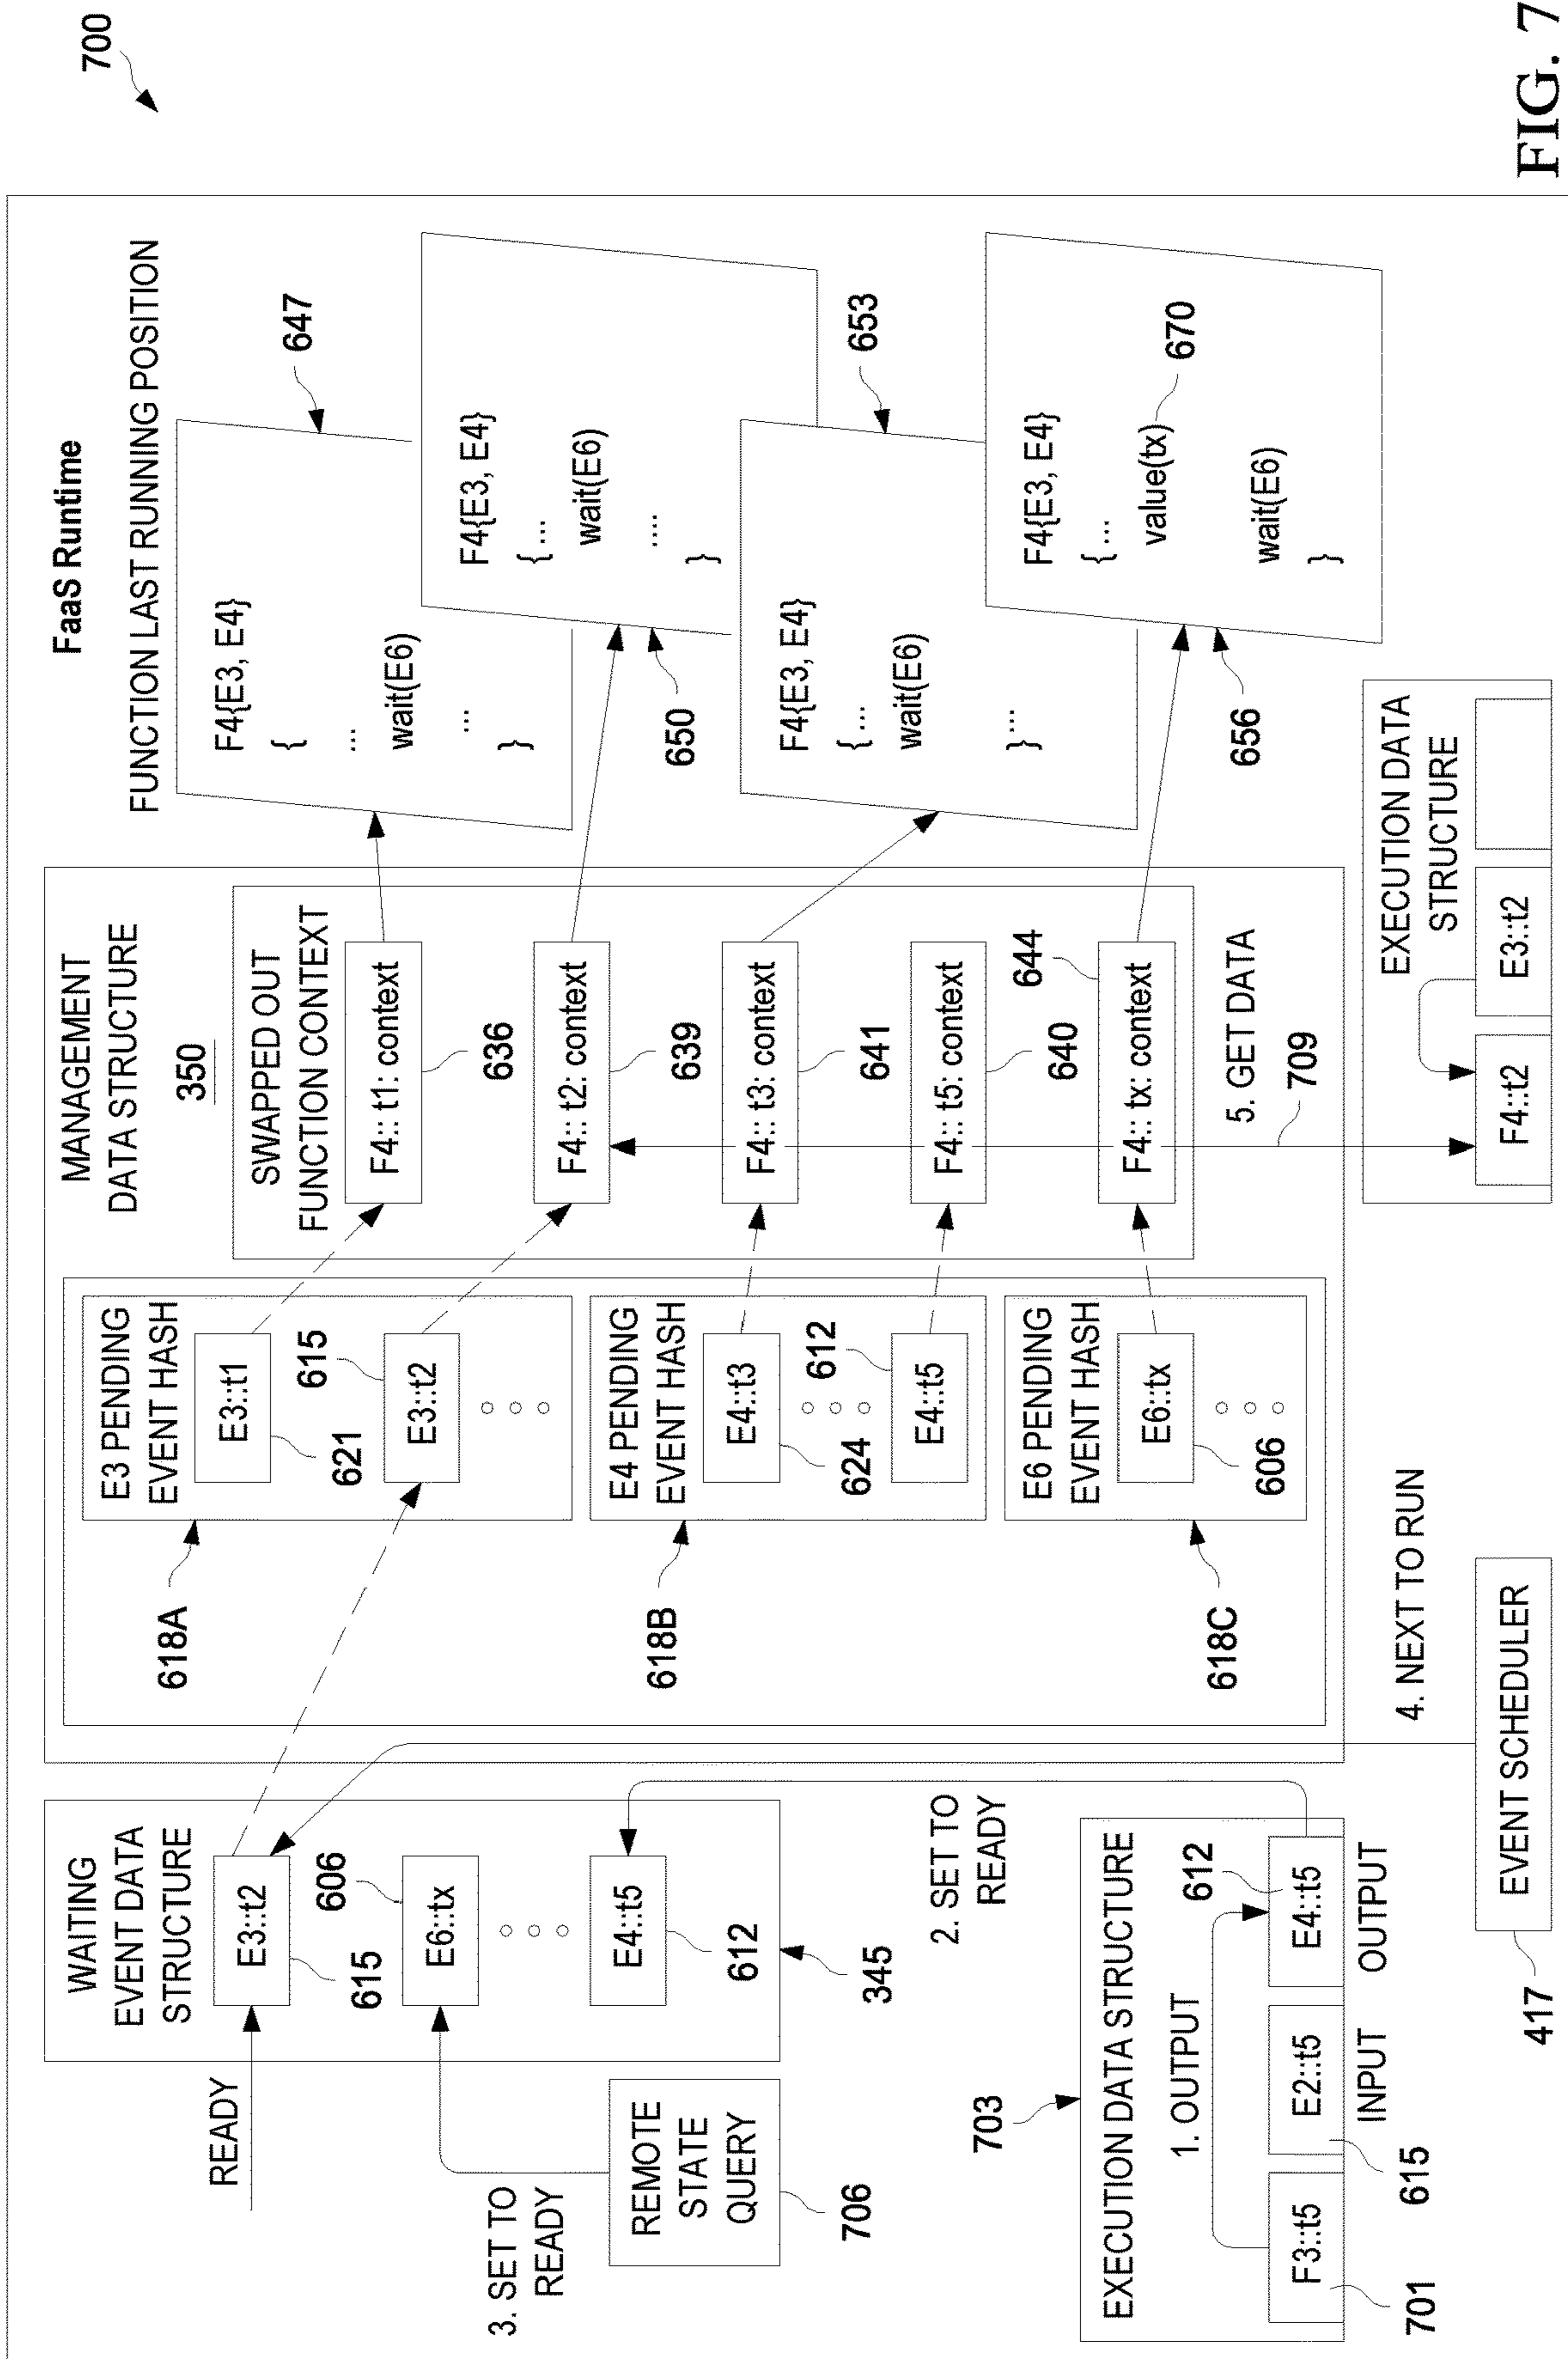 700
FaaS Runtime
WAITING
EVENT DATA
STRUCTURE
READY
E3::t2
615
606
E6::tx
E4::t5
612
345
3. SET TO
READY
REMOTE
STATE
QUERY
706
2. SET TO
READY
703
EXECUTION DATA STRUCTURE
1. OUTPUT
612
F3::t5
E2::t5
E4::t5
701
615
INPUT
OUTPUT
4. NEXT TO RUN
EVENT SCHEDULER
417
MANAGEMENT
DATA STRUCTURE
350
618A
E3 PENDING
EVENT HASH
E3::t1
621
615
E3::t2
618B
E4 PENDING
EVENT HASH
E4::t3
624
612
E4::t5
618C
E6 PENDING
EVENT HASH
E6::tx
606
SWAPPED OUT
FUNCTION CONTEXT
F4:: t1: context
636
F4:: t2: context
639
F4:: t3: context
641
F4:: t5: context
640
644
F4:: tx: context
5. GET DATA
709
EXECUTION DATA
STRUCTURE
F4::t2
E3::t2
FUNCTION LAST RUNNING POSITION
647
F4{E3, E4}
{
...
wait(E6)
...
}
F4{E3, E4}
{...
wait(E6)
....
}
650
653
F4{E3, E4}
{...
wait(E6)
}...
F4{E3, E4}
{...
value(tx)
670
wait(E6)
}
656
FIG. 7